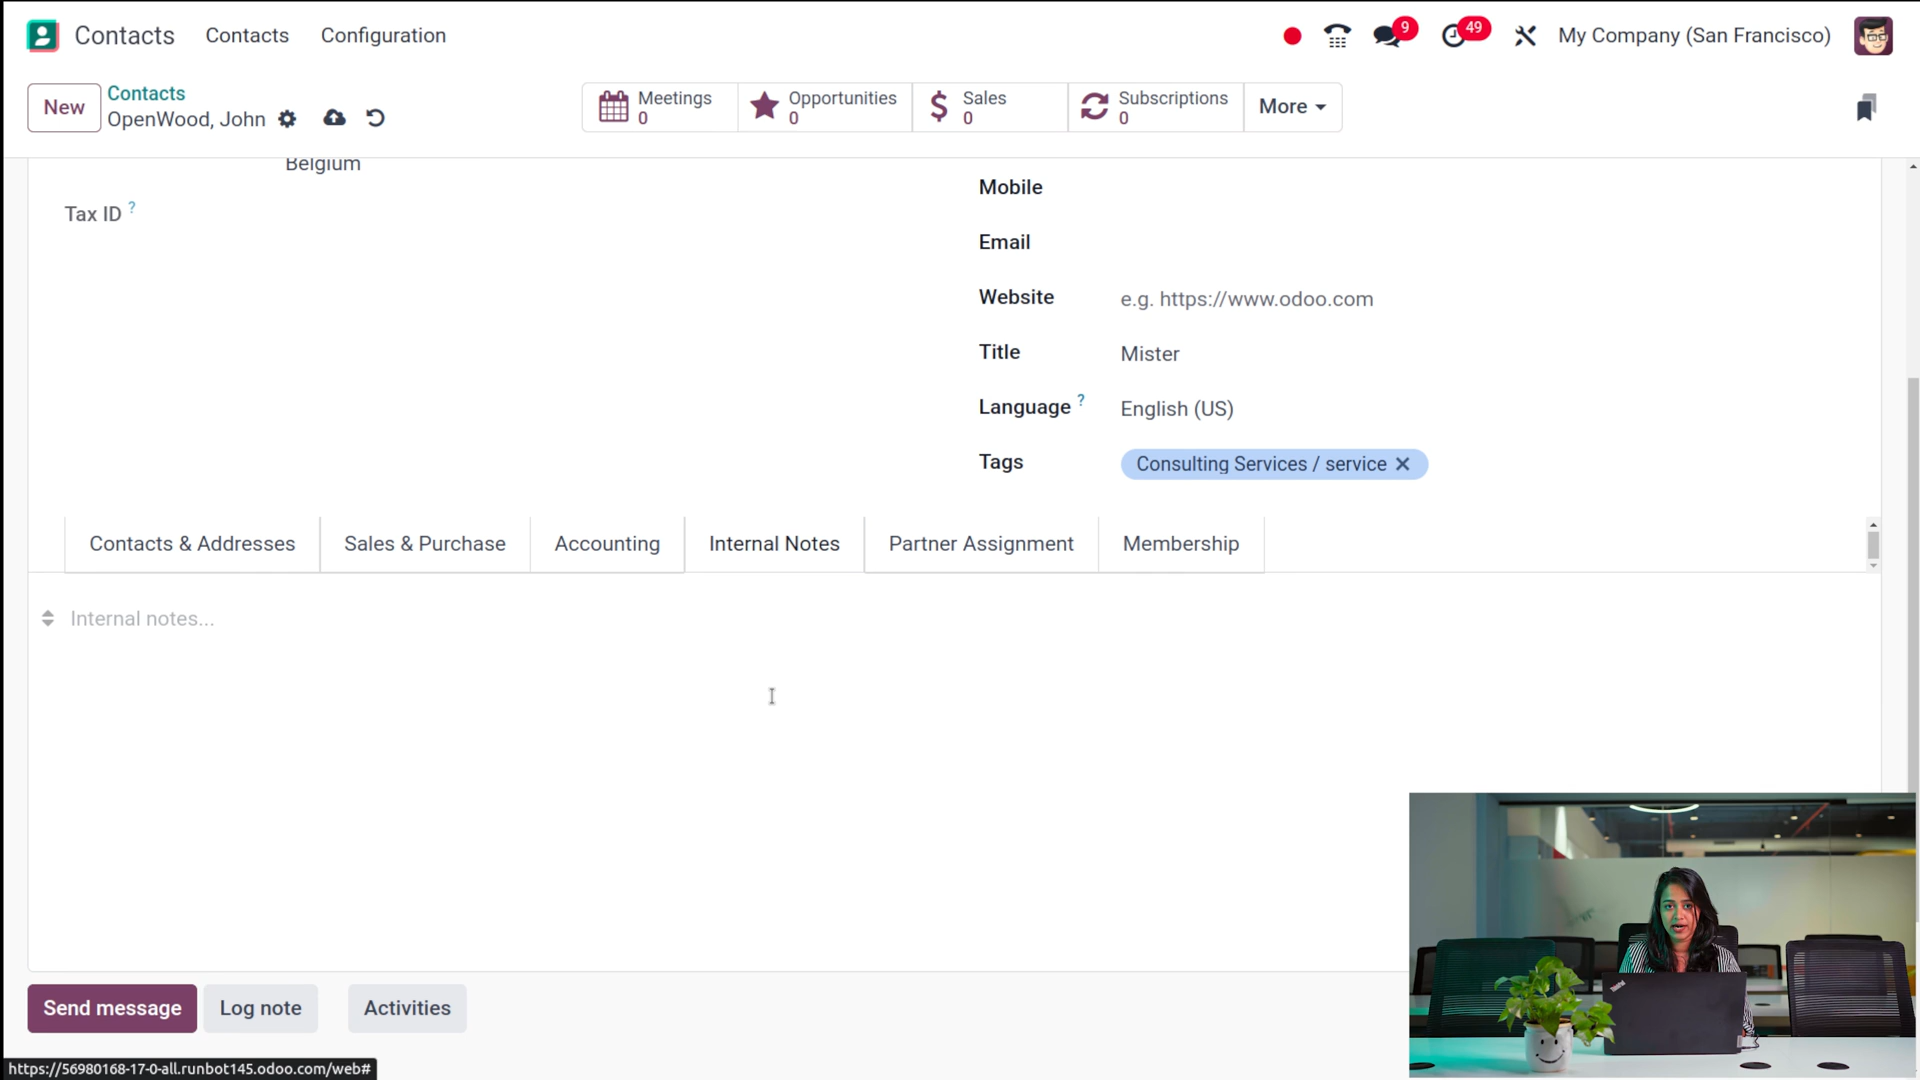 Contacts
Contacts
Configuration
9
49
My Company (San Francisco)
New
Contacts
OpenWood, John
Meetings
0
Opportunities
0
Sales
0
Subscriptions
0
More
Belgium
Tax ID ?
Mobile
Email
Website
e.g. https://www.odoo.com
Title
Mister
Language ?
English (US)
Tags
Consulting Services / service
Contacts & Addresses
Sales & Purchase
Accounting
Internal Notes
Partner Assignment
Membership
Internal notes...
Send message
Log note
Activities
ThinkPad
https://56980168-17-0-all.runbot145.odoo.com/web#